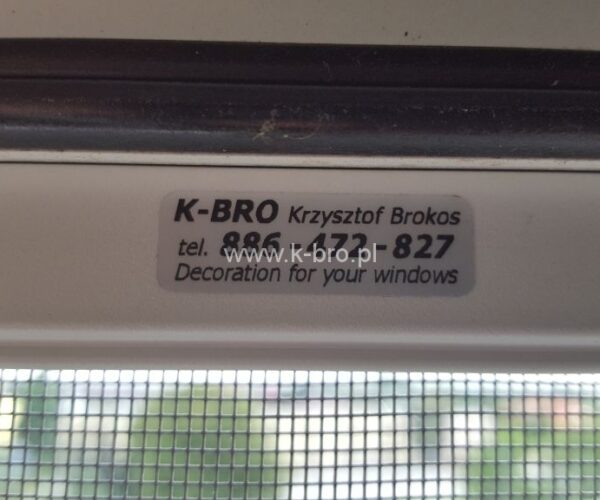 K-BRO Krzysztof Brokos
tel. 886-472-827
www.k-bro.pl
Decoration for your windows